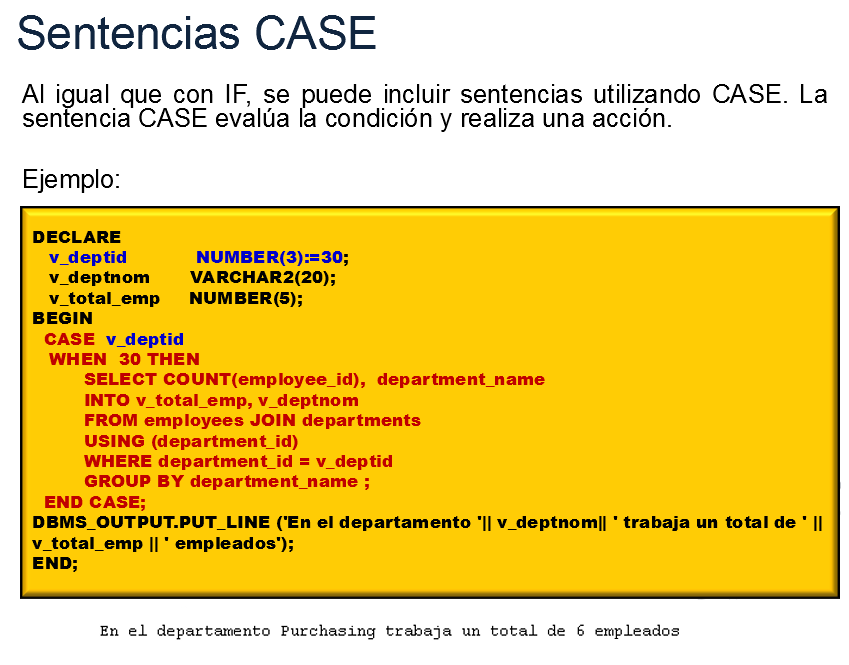 Sentencias CASE
Al igual que con IF, se puede incluir sentencias utilizando CASE. La
sentencia CASE evalúa la condición y realiza una acción.
Ejemplo:
DECLARE
v_deptid NUMBER(3):=30;
v_deptnom VARCHAR2(20);
v_total_emp NUMBER(5);
BEGIN
CASE v_deptid
WHEN 30 THEN
SELECT COUNT(employee_id), department_name
INTO v_total_emp, v_deptnom
FROM employees JOIN departments
USING (department_id)
WHERE department_id = v_deptid
GROUP BY department_name ;
END CASE;
DBMS_OUTPUT.PUT_LINE ('En el departamento '|| v_deptnom|| ' trabaja un total de ' ||
v_total_emp || ' empleados');
END;
En el departamento Purchasing trabaja un total de 6 empleados